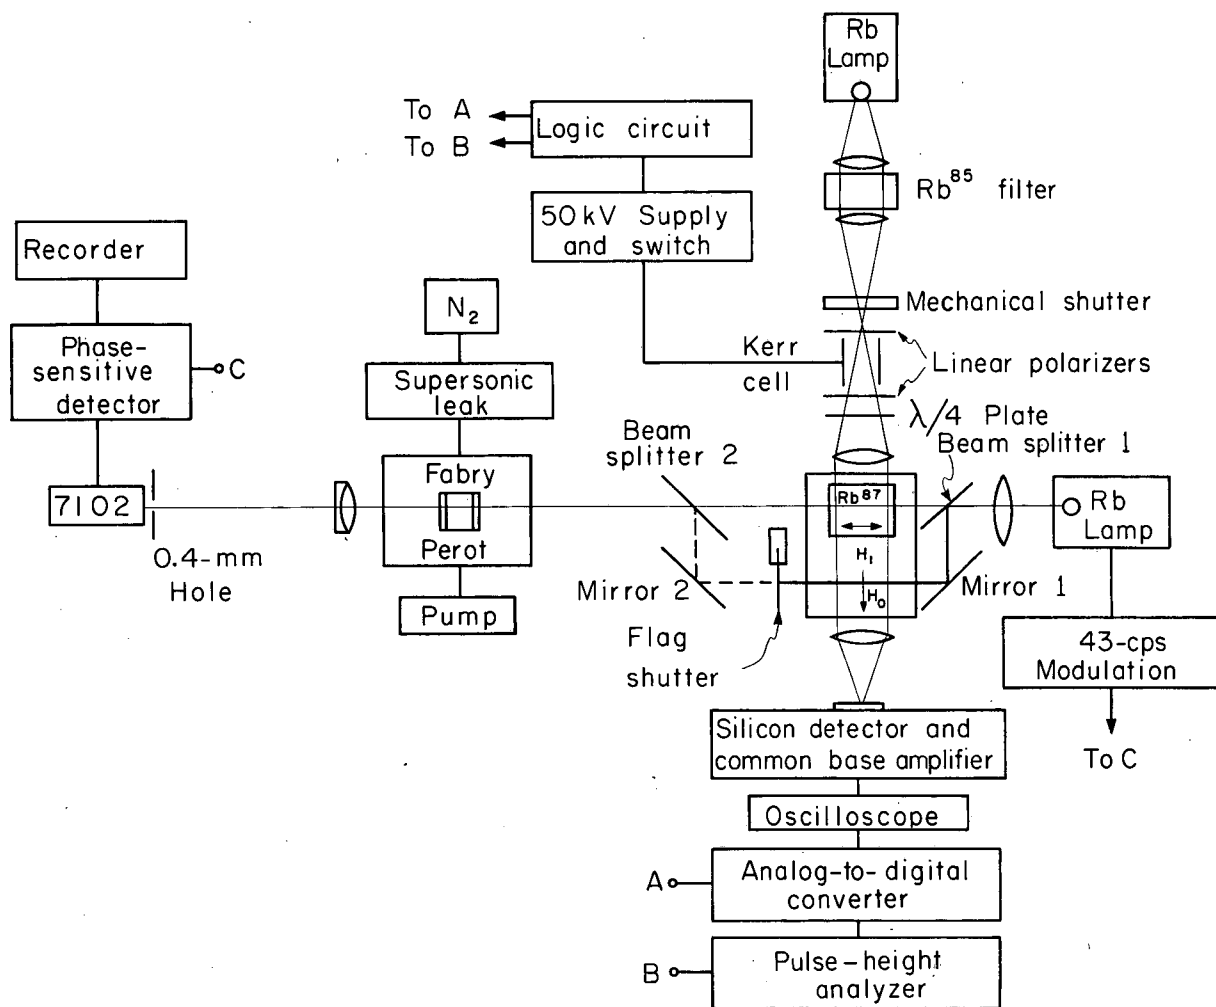 Rb
Lamp
To A
To B
Logic circuit
Rb⁸⁵ filter
50kV Supply
and switch
Recorder
N₂
Mechanical shutter
Phase-
sensitive
detector
C
Kerr
cell
Linear polarizers
Supersonic
leak
λ/4 Plate
Beam
splitter 2
Beam splitter 1
Fabry
Perot
Rb⁸⁷
7102
Rb
Lamp
0.4-mm
Hole
H₁
H₀
Mirror 2
Mirror 1
Pump
Flag
shutter
43-cps
Modulation
Silicon detector and
common base amplifier
To C
Oscilloscope
A
Analog-to-digital
converter
B
Pulse-height
analyzer